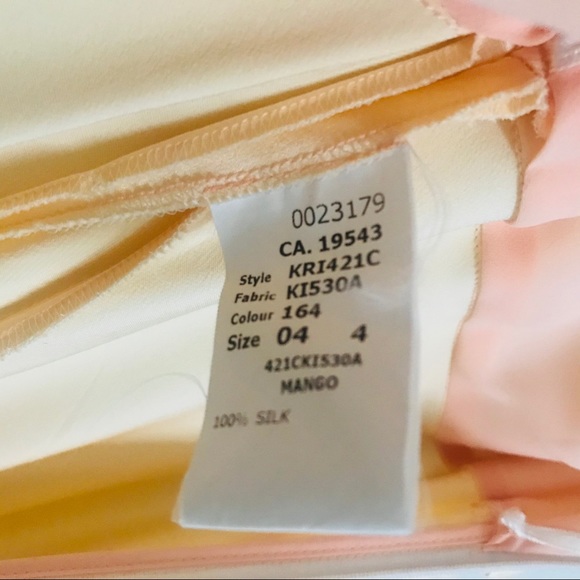 0023179
CA. 19543
Style KRI421C
Fabric KI530A
Colour 164
Size 04 4
421CKI530A
MANGO
100% SILK